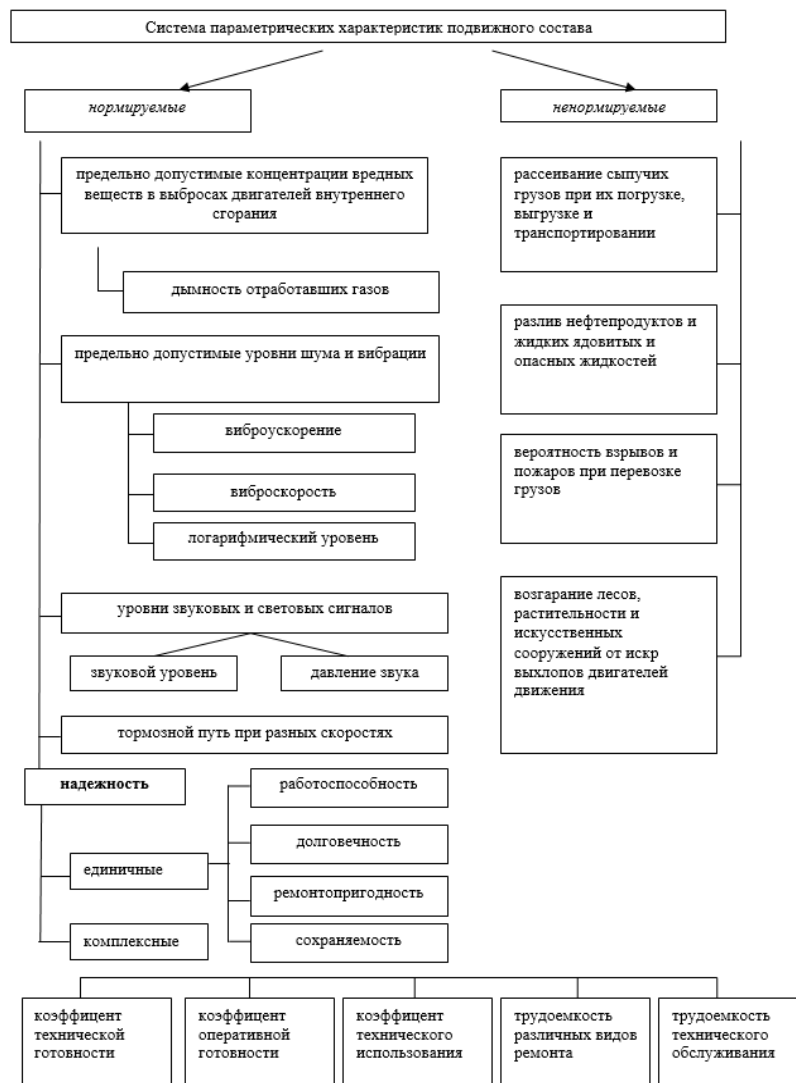 Система параметрических характеристик подвижного состава
нормируемые
ненормируемые
предельно допустимые концентрации вредных
веществ в выбросах двигателей внутреннего
сгорания
дымность отработавших газов
предельно допустимые уровни шума и вибрации
виброускорение
виброскорость
логарифмический уровень
уровни звуковых и световых сигналов
звуковой уровень
давление звука
тормозной путь при разных скоростях
надежность
единичные
комплексные
работоспособность
долговечность
ремонтопригодность
сохраняемость
рассеивание сыпучих
грузов при их погрузке,
выгрузке и
транспортировании
разлив нефтепродуктов и
жидких ядовитых и
опасных жидкостей
вероятность взрывов и
пожаров при перевозке
грузов
возгарание лесов,
растительности и
искусственных
сооружений от искр
выхлопов двигателей
движения
коэффицент
технической
готовности
коэффицент
оперативной
готовности
коэффицент
технического
использования
трудоемкость
различных видов
ремонта
трудоемкость
технического
обслуживания